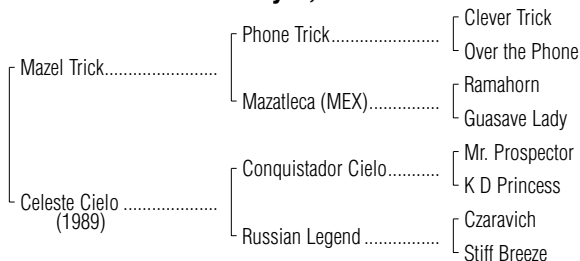 Clever Trick
Phone Trick
Over the Phone
Mazel Trick
Ramahorn
Mazatleca (MEX)
Guasave Lady
Mr. Prospector
Conquistador Cielo
K D Princess
Celeste Cielo
(1989)
Czaravich
Russian Legend
Stiff Breeze